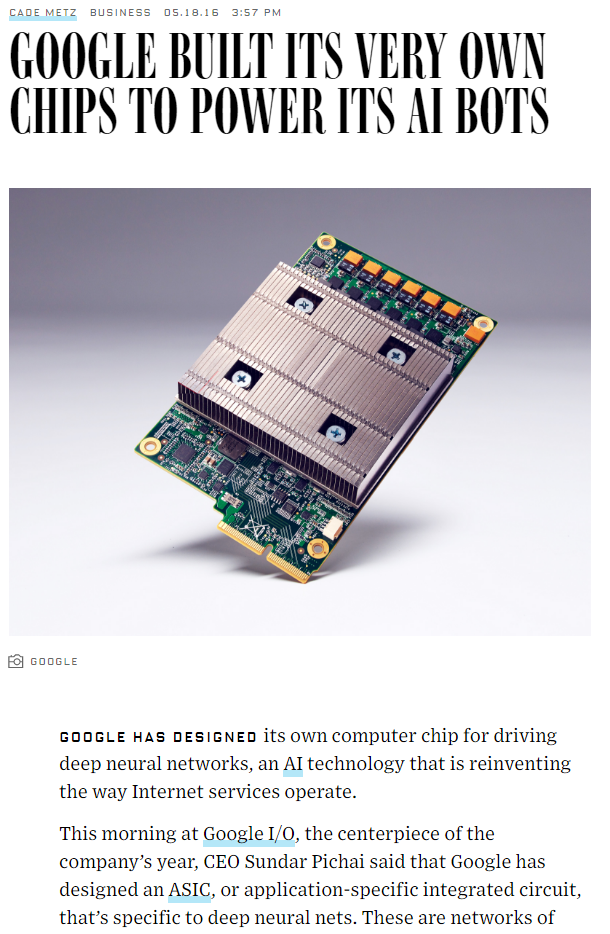 CADE METZ BUSINESS 05.18.16 3:57 PM
GOOGLE BUILT ITS VERY OWN
CHIPS TO POWER ITS AI BOTS
GOOGLE
GOOGLE HAS DESIGNED its own computer chip for driving
deep neural networks, an AI technology that is reinventing
the way Internet services operate.
This morning at Google I/O, the centerpiece of the
company’s year, CEO Sundar Pichai said that Google has
designed an ASIC, or application-specific integrated circuit,
that’s specific to deep neural nets. These are networks of